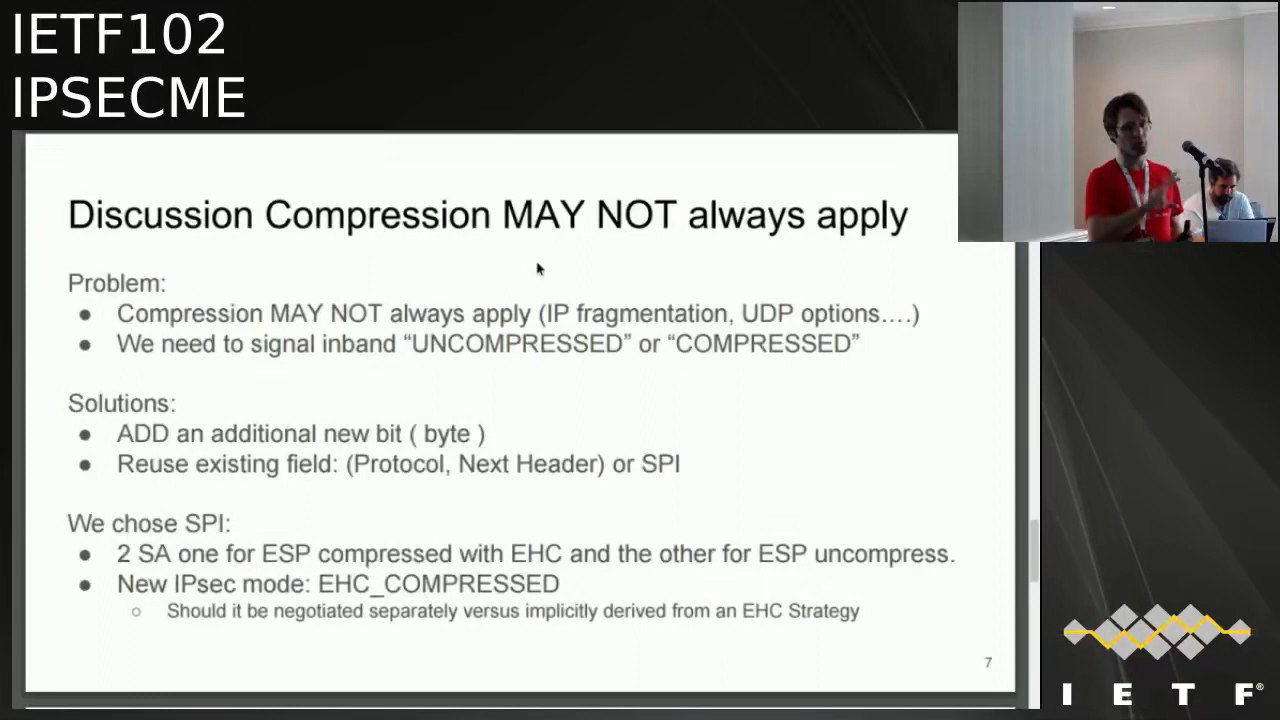 IETF102
IPSECME
Discussion Compression MAY NOT always apply
Problem:
● Compression MAY NOT always apply (IP fragmentation, UDP options….)
● We need to signal inband “UNCOMPRESSED” or “COMPRESSED”
Solutions:
● ADD an additional new bit ( byte )
● Reuse existing field: (Protocol, Next Header) or SPI
We chose SPI:
● 2 SA one for ESP compressed with EHC and the other for ESP uncompress.
● New IPsec mode: EHC_COMPRESSED
○ Should it be negotiated separately versus implicitly derived from an EHC Strategy
7
I E T F®